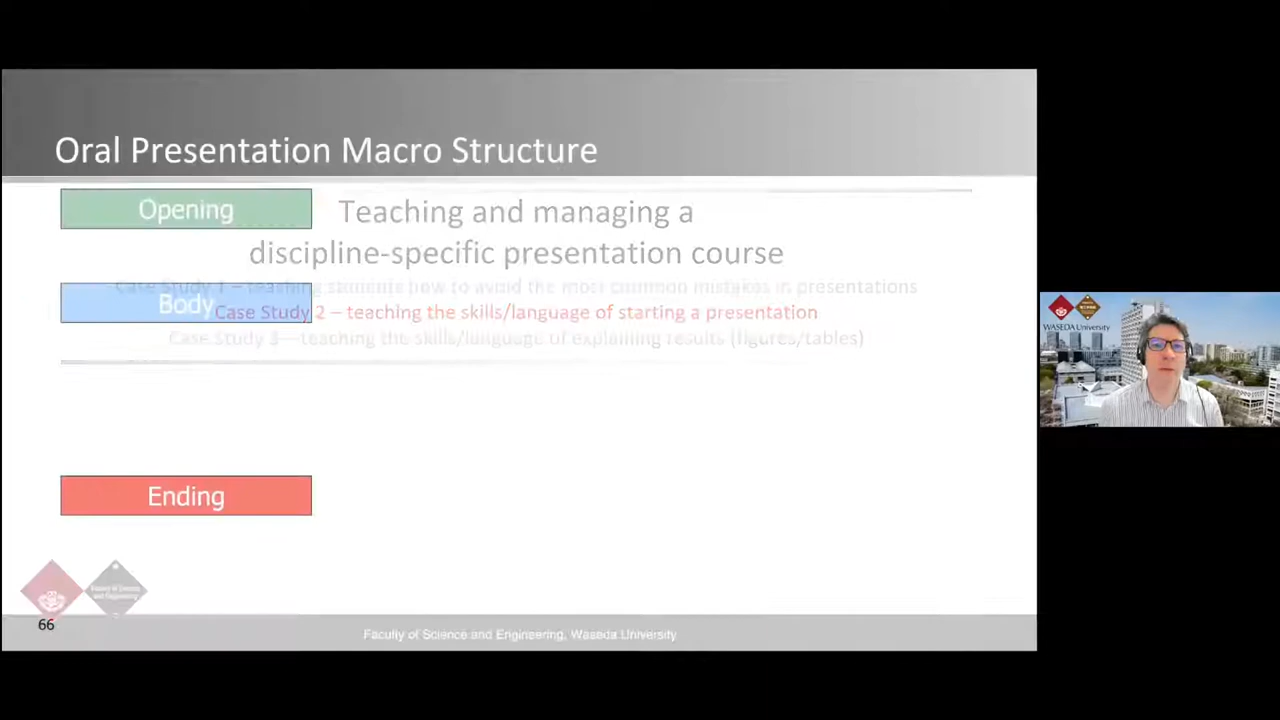 Oral Presentation Macro Structure
Opening
Teaching and managing a
discipline-specific presentation course
Case Study 1 – teaching students how to avoid the most common mistakes in presentations
Body
Case Study 2 – teaching the skills/language of starting a presentation
Case Study 3 – teaching the skills/language of explaining results (figures/tables)
Ending
66
Faculty of Science and Engineering, Waseda University
WASEDA University